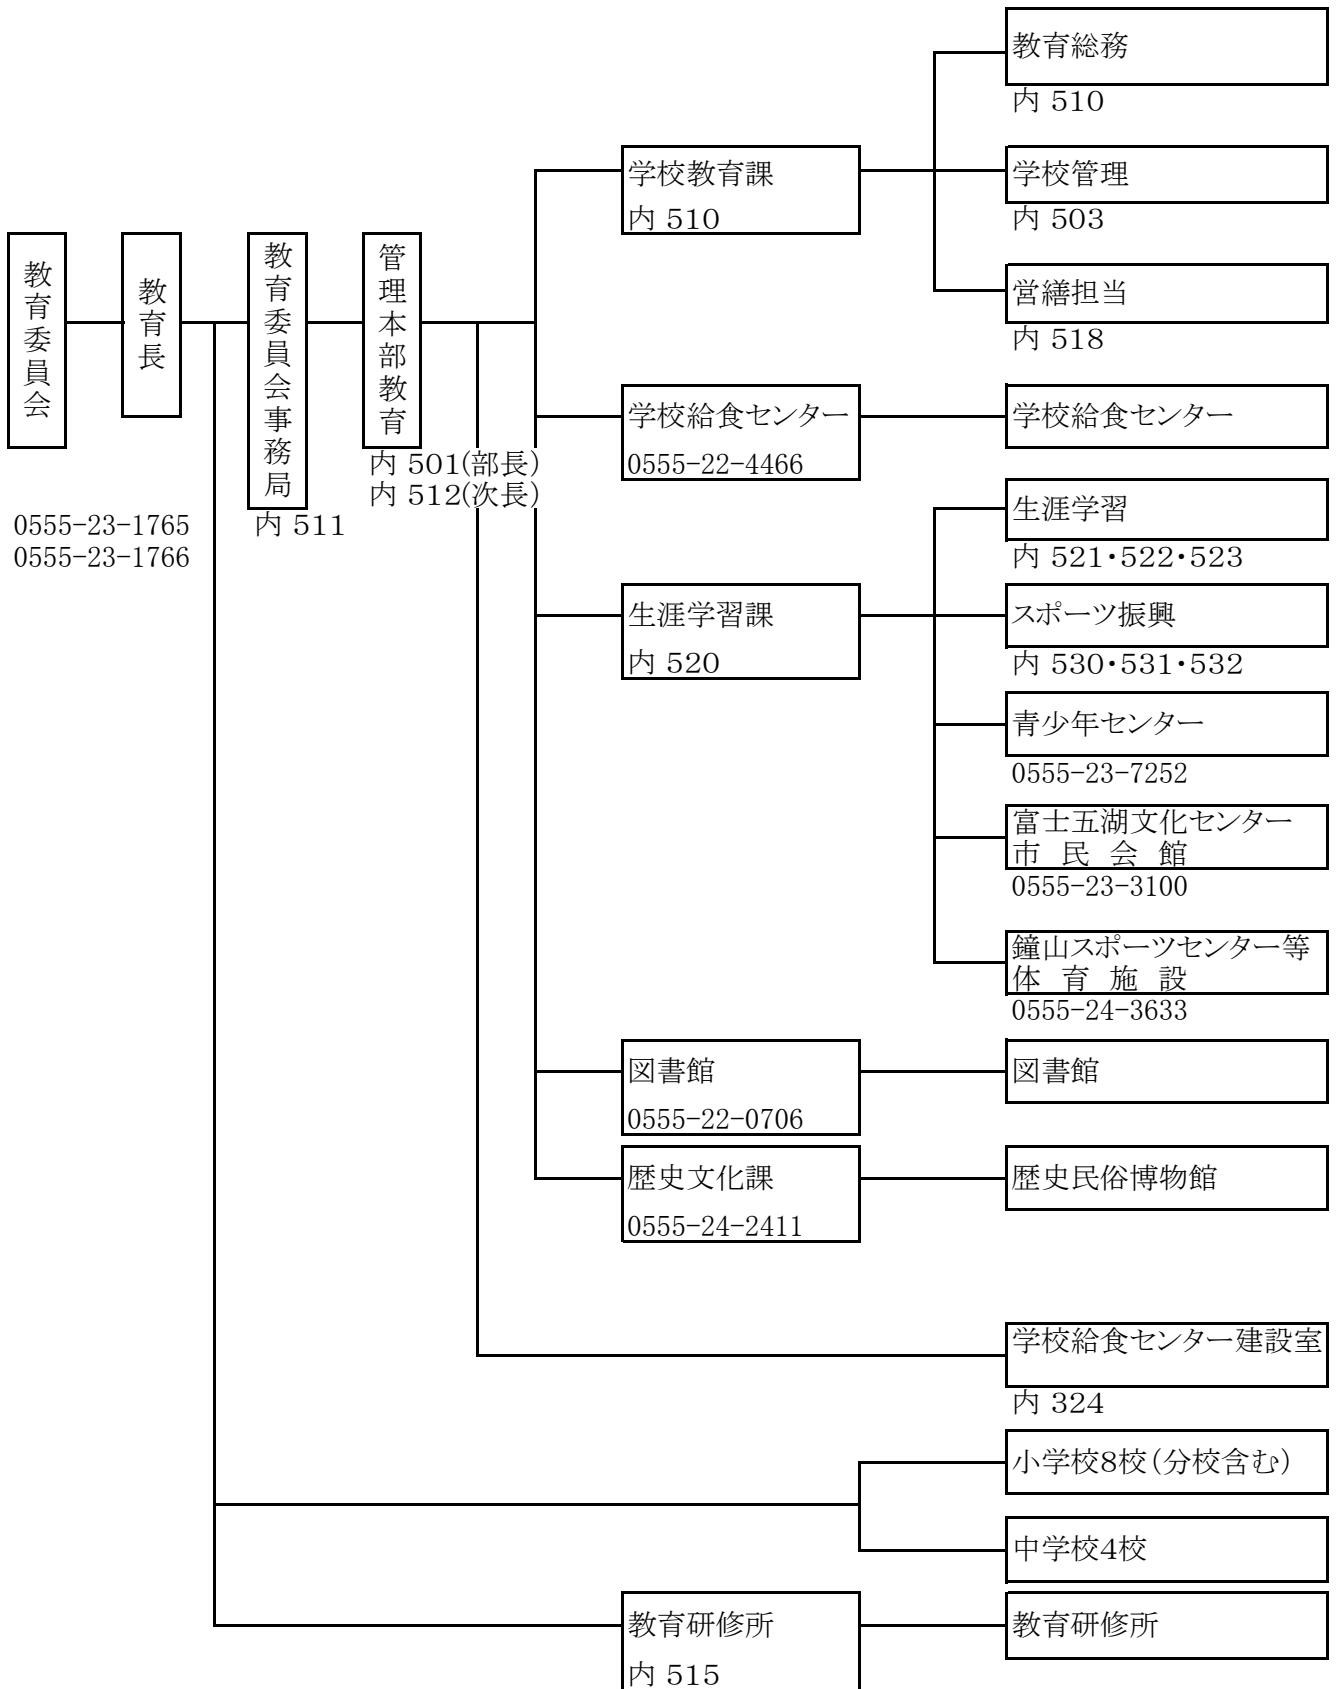 教育委員会
0555-23-1765
0555-23-1766
教育長
教育委員会事務局
内 511
管理本部教育
内 501(部長)
内 512(次長)
学校教育課
内 510
教育総務
内 510
学校管理
内 503
営繕担当
内 518
学校給食センター
0555-22-4466
学校給食センター
生涯学習課
内 520
生涯学習
内 521・522・523
スポーツ振興
内 530・531・532
青少年センター
0555-23-7252
富士五湖文化センター
市 民 会 館
0555-23-3100
鐘山スポーツセンター等
体 育 施 設
0555-24-3633
図書館
0555-22-0706
図書館
歴史文化課
0555-24-2411
歴史民俗博物館
学校給食センター建設室
内 324
小学校8校(分校含む)
中学校4校
教育研修所
内 515
教育研修所